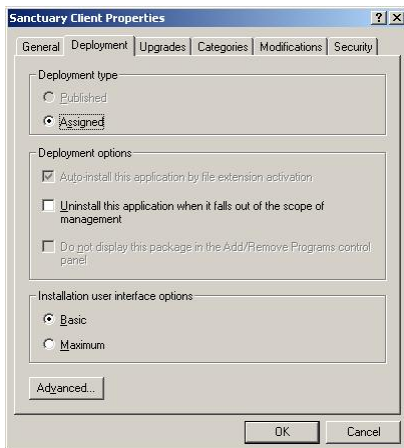 Sanctuary Client Properties
General Deployment Upgrades Categories Modifications Security
Deployment type
Published
Assigned
Deployment options
Auto-install this application by file extension activation
Uninstall this application when it falls out of the scope of
management
Do not display this package in the Add/Remove Programs control
panel
Installation user interface options
Basic
Maximum
Advanced...
OK Cancel